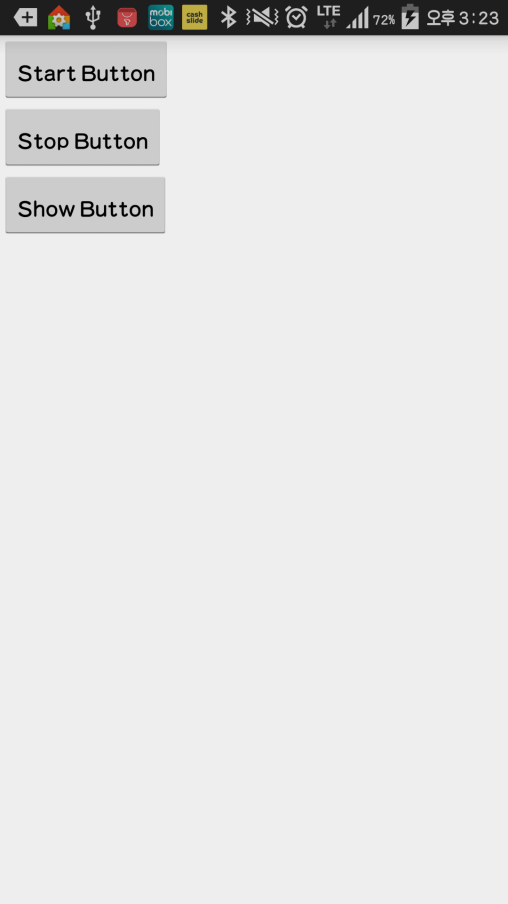 mobi box cash slide LTE 72% 오후 3:23
Start Button
Stop Button
Show Button